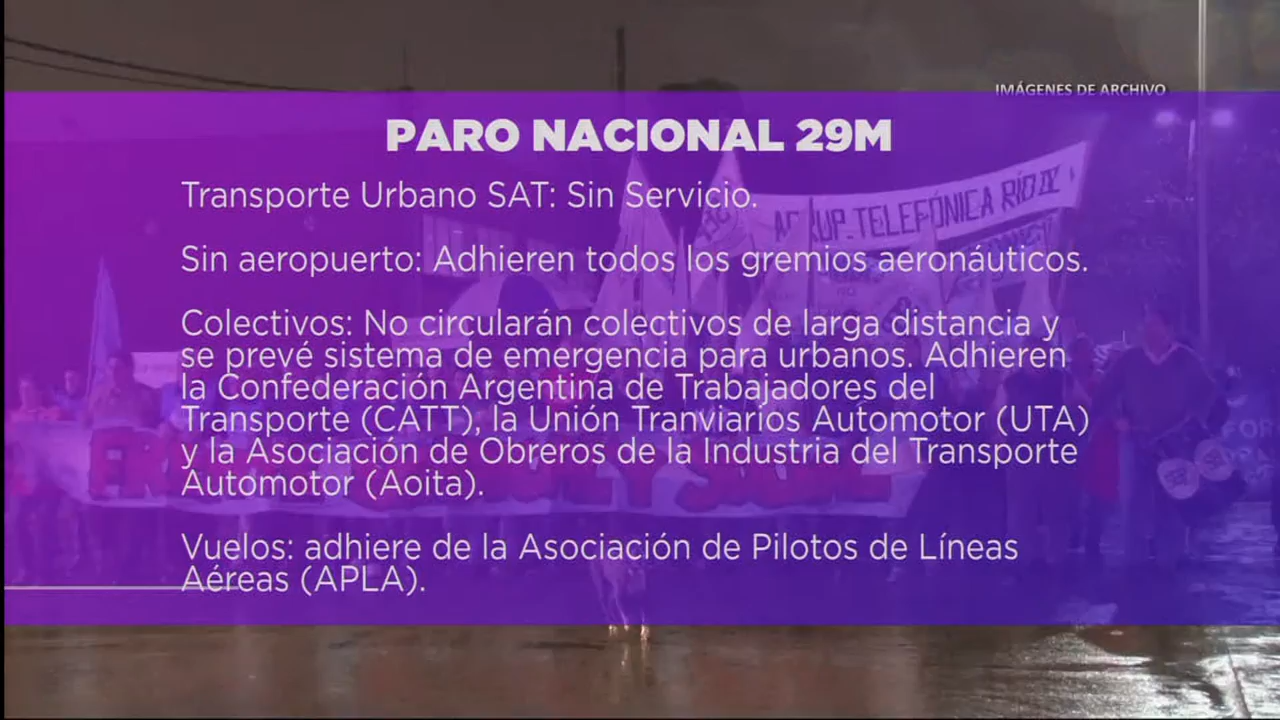 IMÁGENES DE ARCHIVO
PARO NACIONAL 29M
Transporte Urbano SAT: Sin Servicio.
Sin aeropuerto: Adhieren todos los gremios aeronáuticos.
Colectivos: No circularán colectivos de larga distancia y
se prevé sistema de emergencia para urbanos. Adhieren
la Confederación Argentina de Trabajadores del
Transporte (CATT), la Unión Tranviarios Automotor (UTA)
y la Asociación de Obreros de la Industria del Transporte
Automotor (Aoita).
Vuelos: adhiere de la Asociación de Pilotos de Líneas
Aéreas (APLA).
TELEFÓNICA RÍO IV